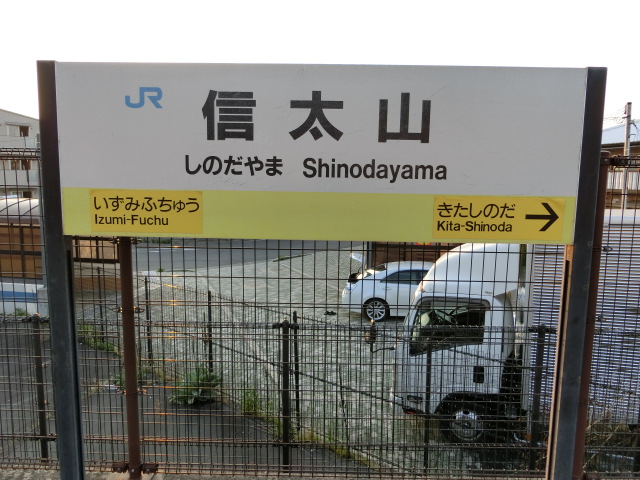 JR 信太山
しのだやま Shinodayama
いずみふちゅう
Izumi-Fuchu
きたしのだ →
Kita-Shinoda